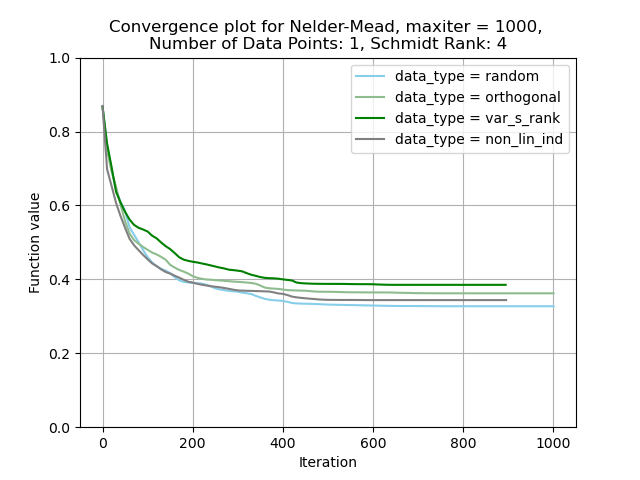 Convergence plot for Nelder-Mead, maxiter = 1000,
Number of Data Points: 1, Schmidt Rank: 4
data_type = random
data_type = orthogonal
data_type = var_s_rank
data_type = non_lin_ind
Function value
1.0
0.8
0.6
0.4
0.2
0.0
0 200 400 600 800 1000
Iteration